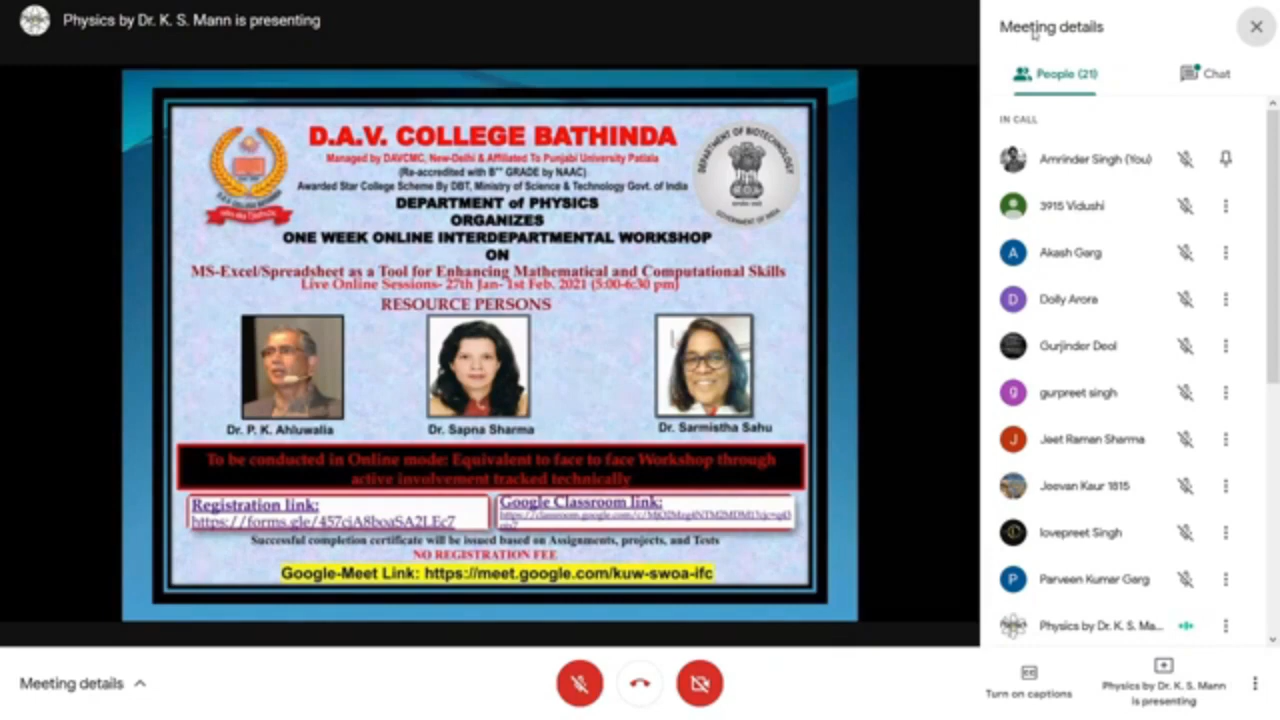 Physics by Dr. K. S. Mann is presenting
D.A.V. COLLEGE BATHINDA
Managed by DAVCMC, New-Delhi & Affiliated To Punjabi University Patiala
(Re-accredited with B++ GRADE by NAAC)
Awarded Star College Scheme By DBT, Ministry of Science & Technology Govt. of India
DEPARTMENT OF BIOTECHNOLOGY
GOVERNMENT OF INDIA
DEPARTMENT of PHYSICS
ORGANIZES
ONE WEEK ONLINE INTERDEPARTMENTAL WORKSHOP
ON
MS-Excel/Spreadsheet as a Tool for Enhancing Mathematical and Computational Skills
Live Online Sessions- 27th Jan- 1st Feb. 2021 (5:00-6:30 pm)
RESOURCE PERSONS
Dr. P. K. Ahluwalia
Dr. Sapna Sharma
Dr. Sarmistha Sahu
To be conducted in Online mode: Equivalent to face to face Workshop through
active involvement tracked technically
Registration link:
https://forms.gle/457cjA8boaSA2LEc7
Google Classroom link:
Successful completion certificate will be issued based on Assignments, projects, and Tests
NO REGISTRATION FEE
Google-Meet Link: https://meet.google.com/kuw-swoa-ifc
Meeting details
People (21)
Chat
IN CALL
Amrinder Singh (You)
3915 Vidushi
A
Akash Garg
D
Dolly Arora
Gurjinder Deol
g
gurpreet singh
J
Jeet Raman Sharma
Jeevan Kaur 1815
lovepreet Singh
P
Parveen Kumar Garg
Physics by Dr. K. S. Ma...
Meeting details
Turn on captions
Physics by Dr. K. S. Mann
is presenting